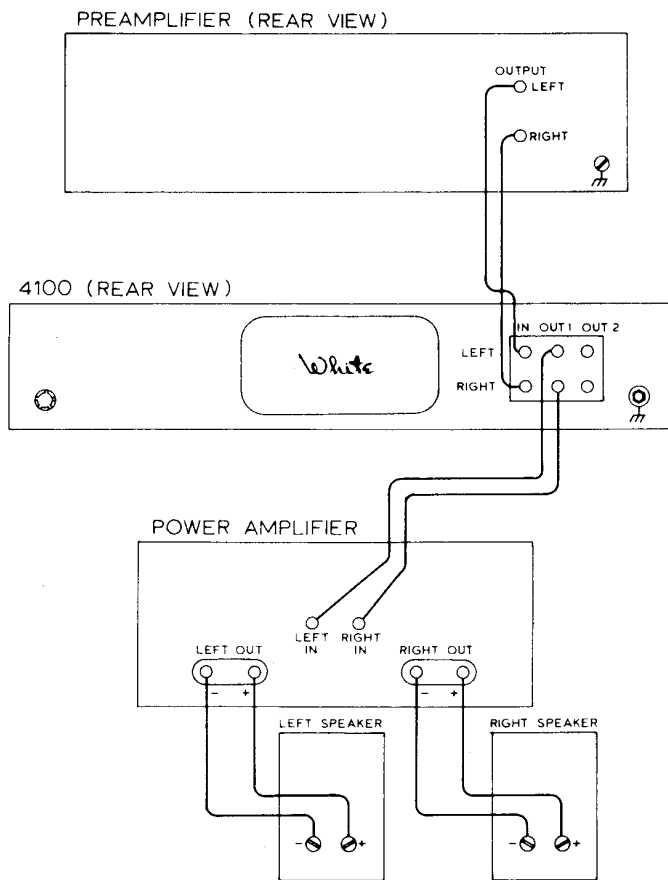 PREAMPLIFIER (REAR VIEW)
OUTPUT
LEFT
RIGHT
4100 (REAR VIEW)
IN OUT 1 OUT 2
White
LEFT
RIGHT
POWER AMPLIFIER
LEFT IN
RIGHT IN
LEFT OUT
RIGHT OUT
- +
- +
LEFT SPEAKER
RIGHT SPEAKER
- +
- +